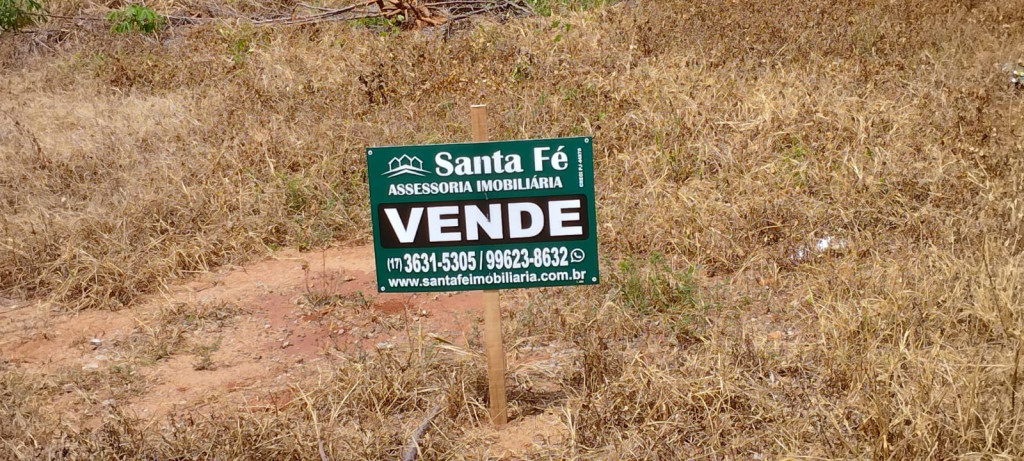 Santa Fé
ASSESSORIA IMOBILIÁRIA
VENDE
(17) 3631-5305 / 99623-8632
www.santafeimobiliaria.com.br